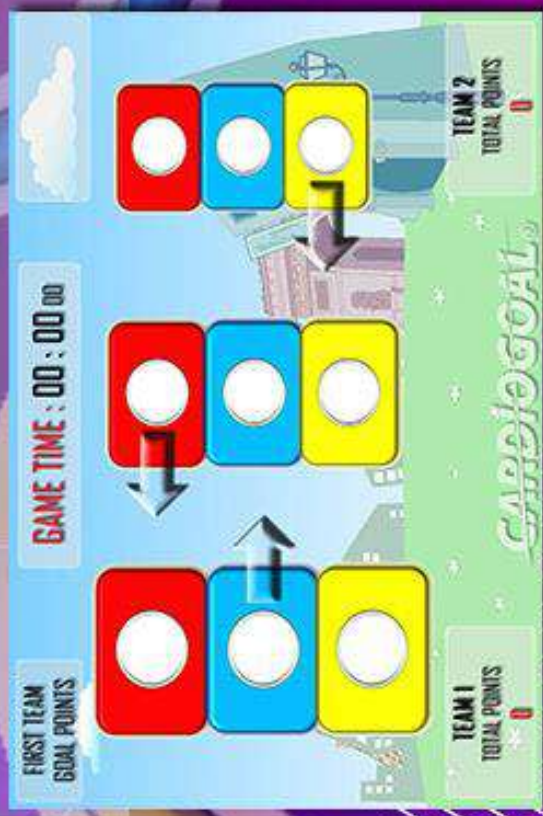 FIRST TEAM
GOAL POINTS
GAME TIME : 00 : 00 00
TEAM 1
TOTAL POINTS
0
CARDIOGOAL
TEAM 2
TOTAL POINTS
0